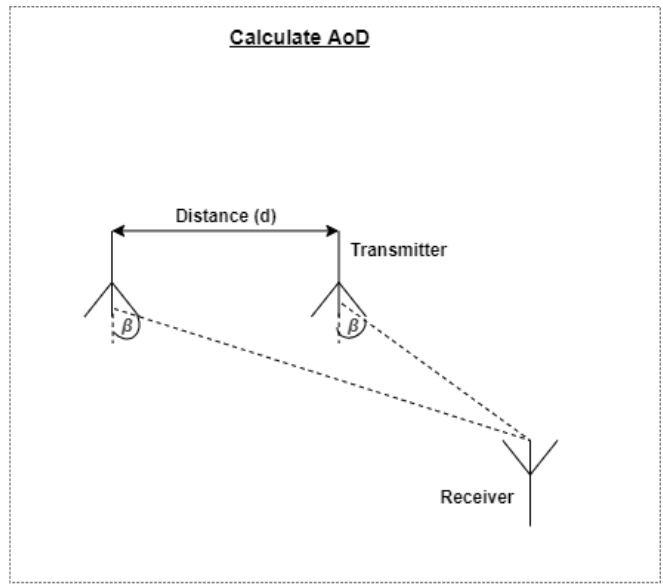 Calculate AoD
Distance (d)
Transmitter
β
β
Receiver